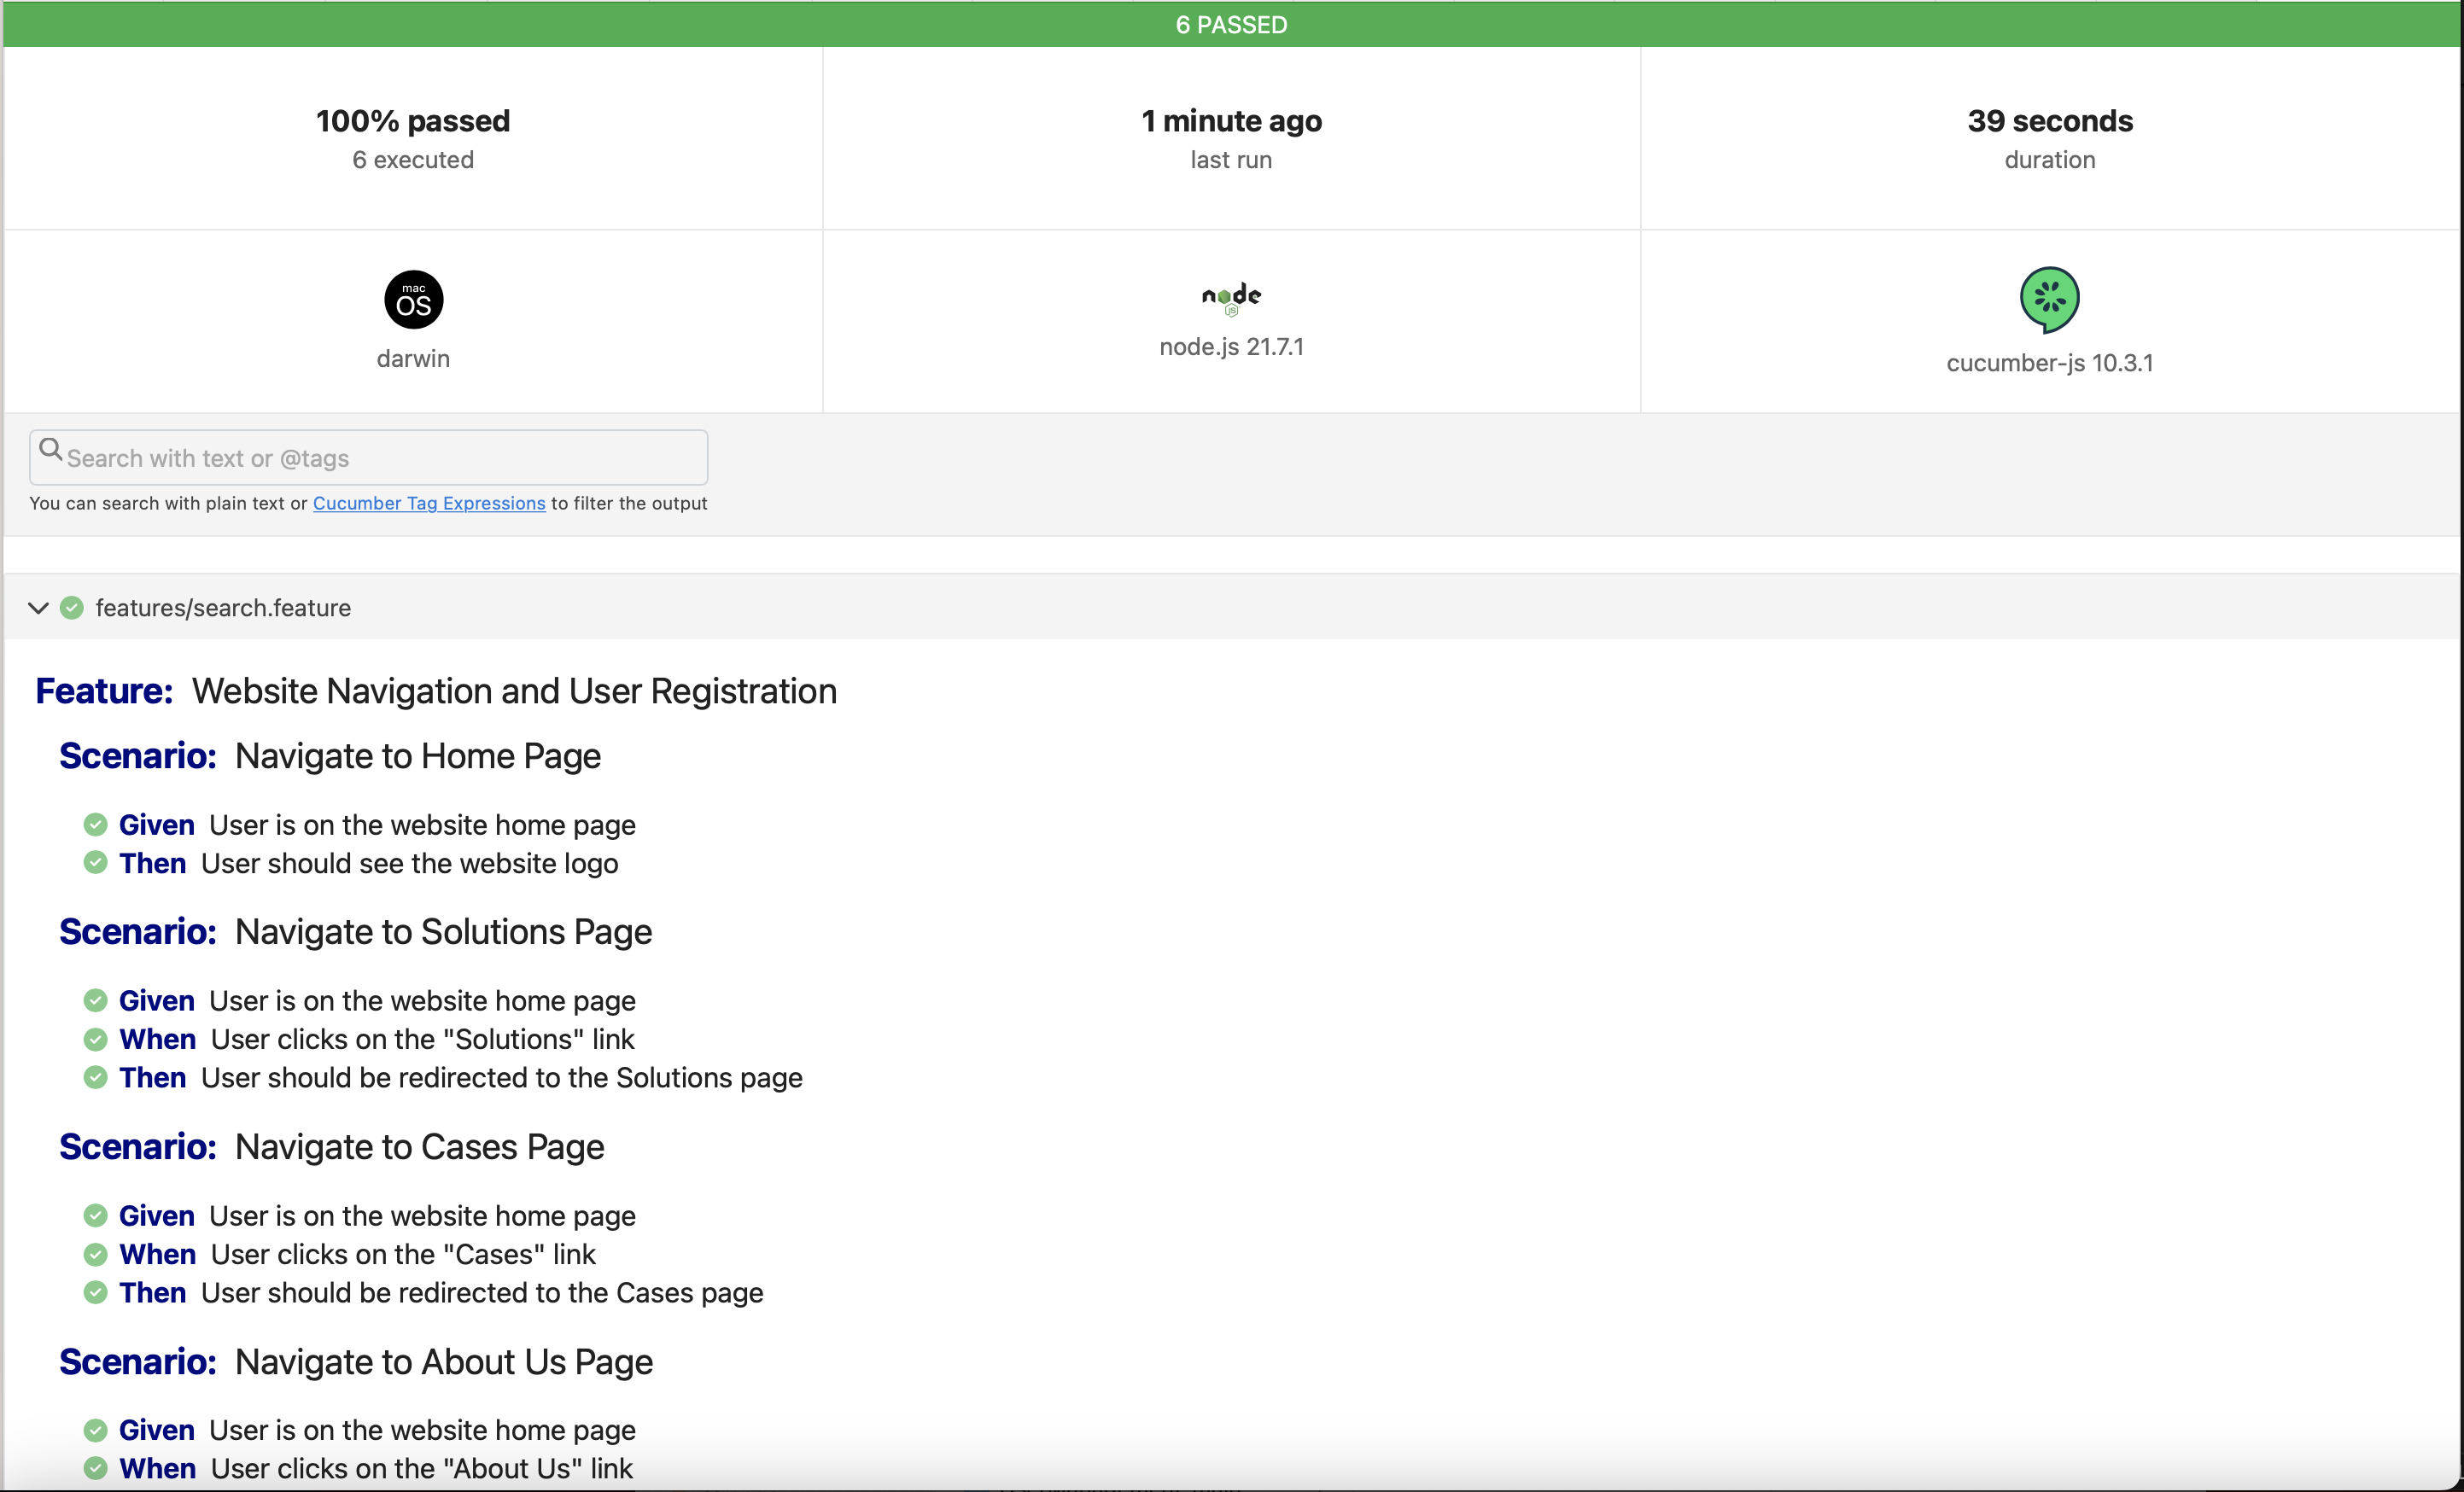 6 PASSED
100% passed
6 executed
1 minute ago
last run
39 seconds
duration
mac
OS
darwin
node
JS
node.js 21.7.1
cucumber-js 10.3.1
Search with text or @tags
You can search with plain text or Cucumber Tag Expressions to filter the output
features/search.feature
Feature: Website Navigation and User Registration
Scenario: Navigate to Home Page
Given User is on the website home page
Then User should see the website logo
Scenario: Navigate to Solutions Page
Given User is on the website home page
When User clicks on the "Solutions" link
Then User should be redirected to the Solutions page
Scenario: Navigate to Cases Page
Given User is on the website home page
When User clicks on the "Cases" link
Then User should be redirected to the Cases page
Scenario: Navigate to About Us Page
Given User is on the website home page
When User clicks on the "About Us" link